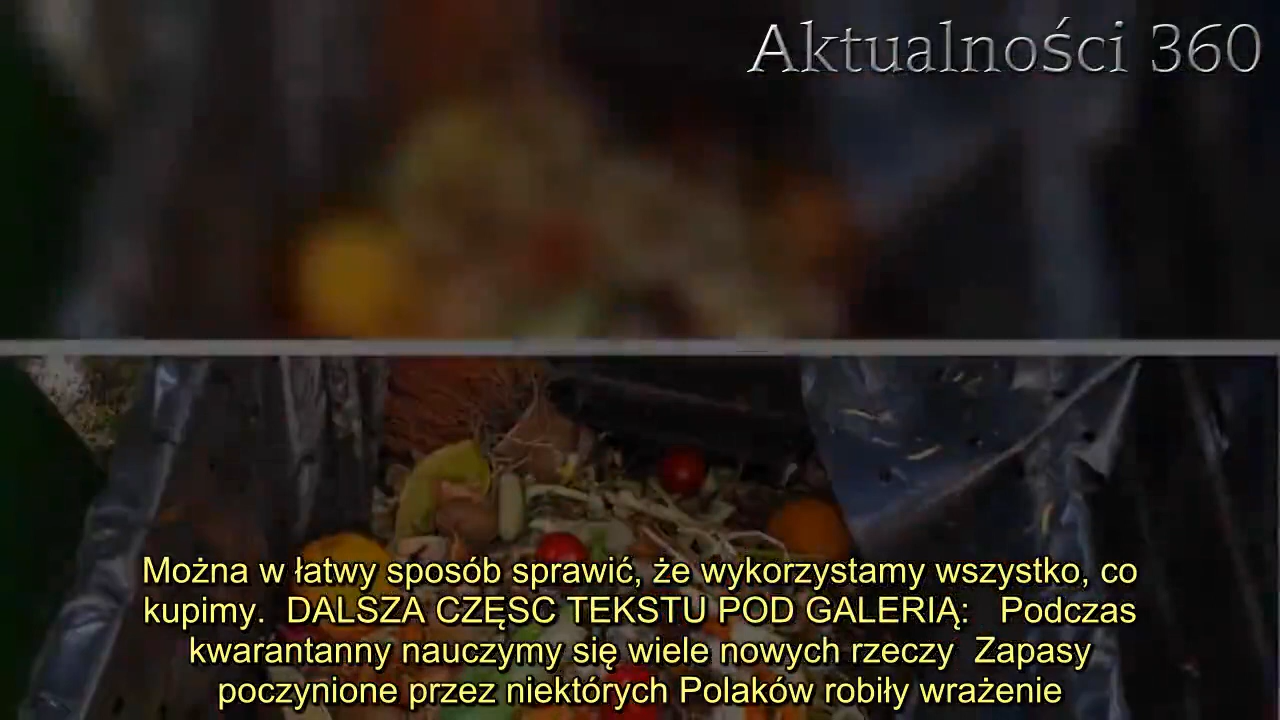 Aktualności 360
Można w łatwy sposób sprawić, że wykorzystamy wszystko, co
kupimy.  DALSZA CZĘSC TEKSTU POD GALERIĄ:   Podczas
kwarantanny nauczymy się wiele nowych rzeczy  Zapasy
poczynione przez niektórych Polaków robiły wrażenie